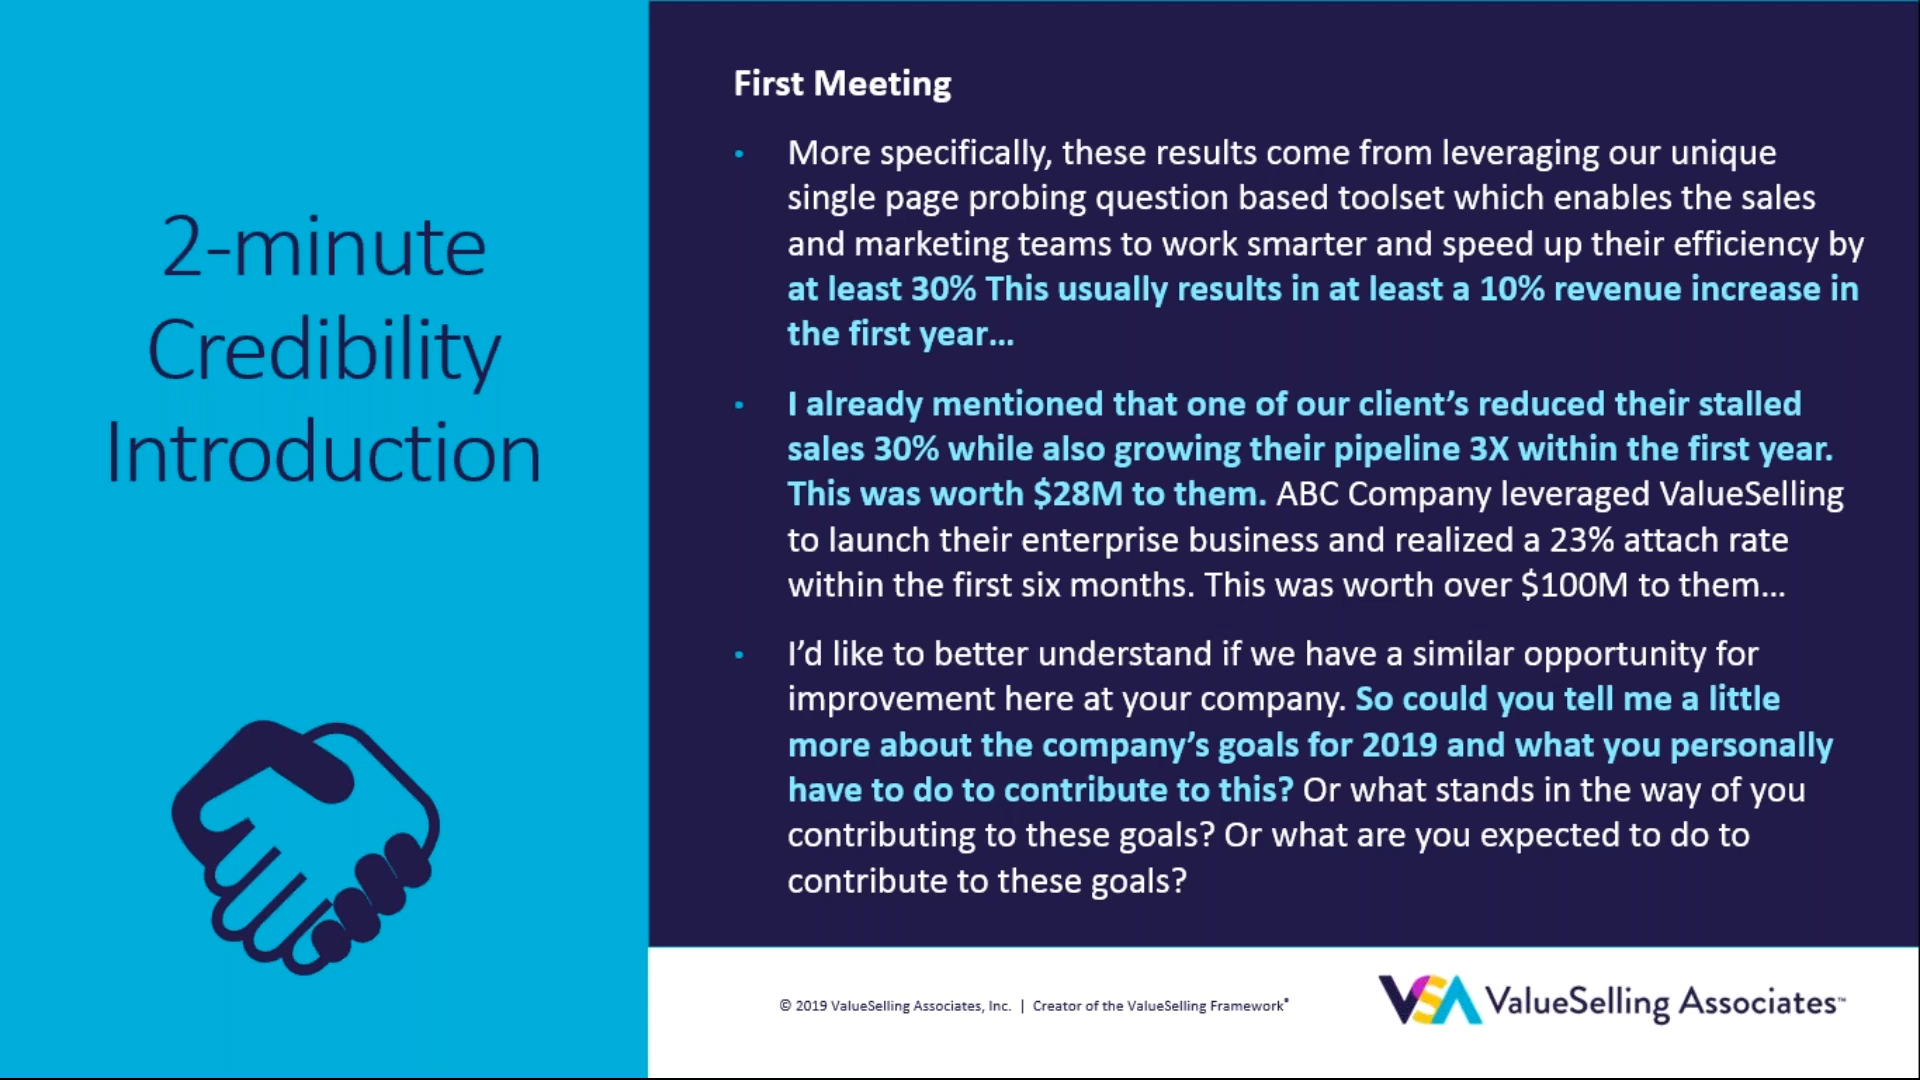 2-minute
Credibility
Introduction
First Meeting
• More specifically, these results come from leveraging our unique
single page probing question based toolset which enables the sales
and marketing teams to work smarter and speed up their efficiency by
at least 30% This usually results in at least a 10% revenue increase in
the first year…
• I already mentioned that one of our client’s reduced their stalled
sales 30% while also growing their pipeline 3X within the first year.
This was worth $28M to them. ABC Company leveraged ValueSelling
to launch their enterprise business and realized a 23% attach rate
within the first six months. This was worth over $100M to them…
• I’d like to better understand if we have a similar opportunity for
improvement here at your company. So could you tell me a little
more about the company’s goals for 2019 and what you personally
have to do to contribute to this? Or what stands in the way of you
contributing to these goals? Or what are you expected to do to
contribute to these goals?
© 2019 ValueSelling Associates, Inc. | Creator of the ValueSelling Framework®
VSA ValueSelling Associates™